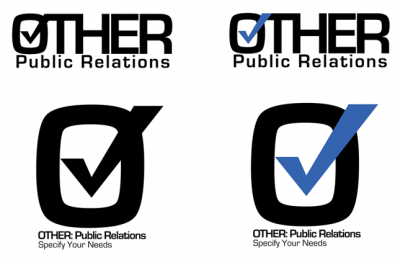 OTHER
Public Relations
OTHER
Public Relations
OTHER: Public Relations
Specify Your Needs
OTHER: Public Relations
Specify Your Needs